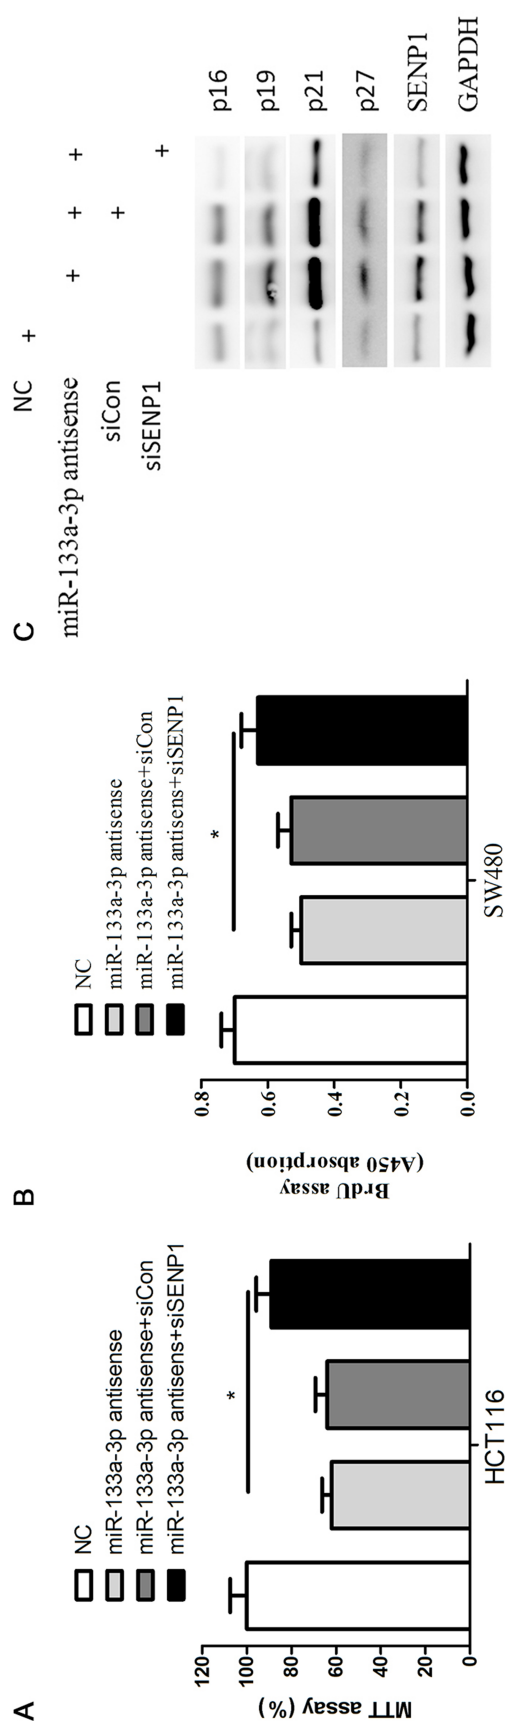 A
NC
miR-133a-3p antisense
miR-133a-3p antisense+siCon
miR-133a-3p antisens+siSENP1
MTT assay (%)
120
100
80
60
40
20
0
*
HCT116
B
NC
miR-133a-3p antisense
miR-133a-3p antisense+siCon
miR-133a-3p antisens+siSENP1
BrdU assay
(A450 absorption)
0.8
0.6
0.4
0.2
0.0
*
SW480
C
NC +
miR-133a-3p antisense + + +
siCon +
siSENP1 +
p16
p19
p21
p27
SENP1
GAPDH